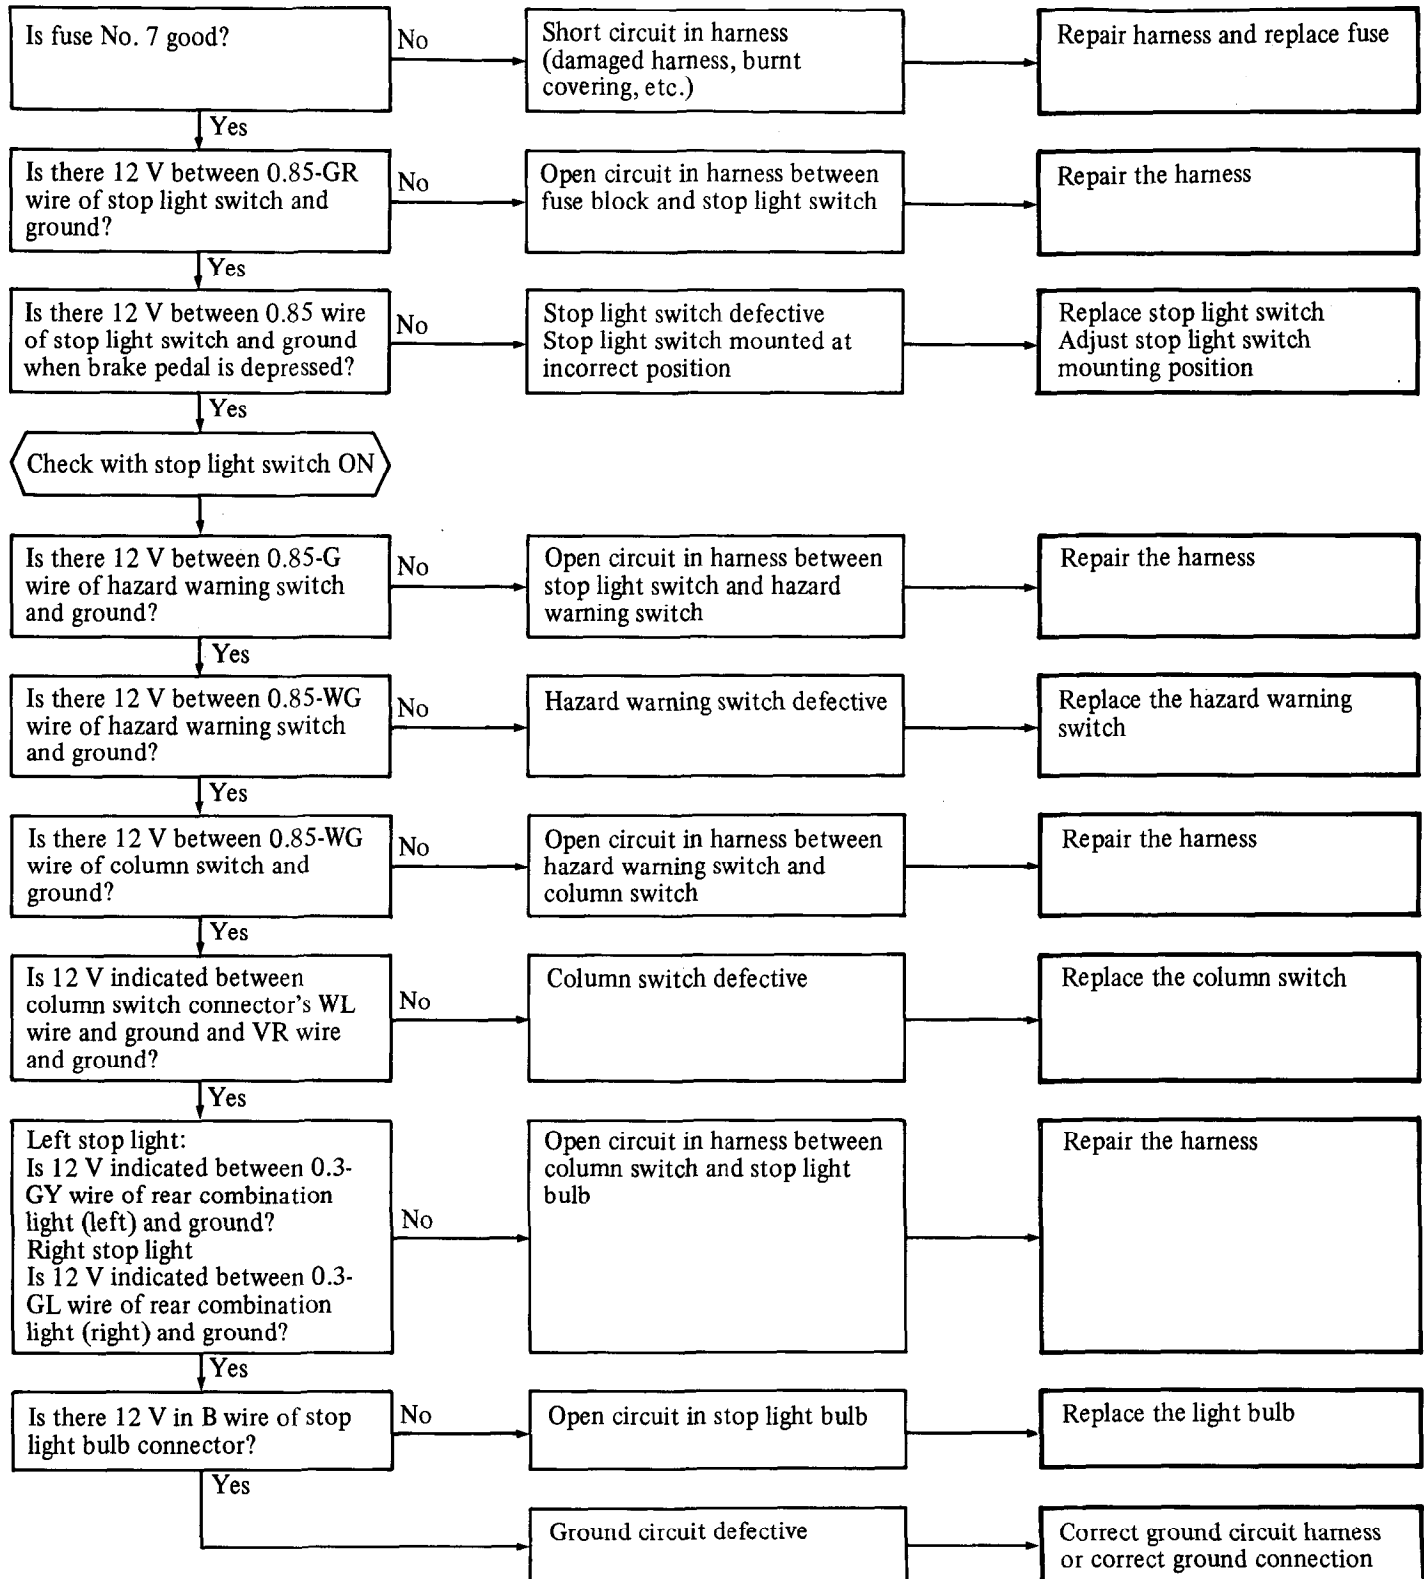 Is fuse No. 7 good?
No
Short circuit in harness
(damaged harness, burnt
covering, etc.)
Repair harness and replace fuse
Yes
Is there 12 V between 0.85-GR
wire of stop light switch and
ground?
No
Open circuit in harness between
fuse block and stop light switch
Repair the harness
Yes
Is there 12 V between 0.85 wire
of stop light switch and ground
when brake pedal is depressed?
No
Stop light switch defective
Stop light switch mounted at
incorrect position
Replace stop light switch
Adjust stop light switch
mounting position
Yes
Check with stop light switch ON
Is there 12 V between 0.85-G
wire of hazard warning switch
and ground?
No
Open circuit in harness between
stop light switch and hazard
warning switch
Repair the harness
Yes
Is there 12 V between 0.85-WG
wire of hazard warning switch
and ground?
No
Hazard warning switch defective
Replace the hazard warning
switch
Yes
Is there 12 V between 0.85-WG
wire of column switch and
ground?
No
Open circuit in harness between
hazard warning switch and
column switch
Repair the harness
Yes
Is 12 V indicated between
column switch connector's WL
wire and ground and VR wire
and ground?
No
Column switch defective
Replace the column switch
Yes
Left stop light:
Is 12 V indicated between 0.3-
GY wire of rear combination
light (left) and ground?
Right stop light
Is 12 V indicated between 0.3-
GL wire of rear combination
light (right) and ground?
No
Open circuit in harness between
column switch and stop light
bulb
Repair the harness
Yes
Is there 12 V in B wire of stop
light bulb connector?
No
Open circuit in stop light bulb
Replace the light bulb
Yes
Ground circuit defective
Correct ground circuit harness
or correct ground connection